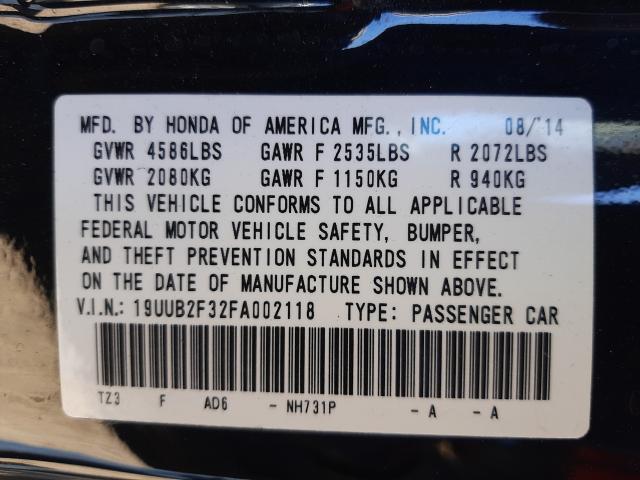 MFD. BY HONDA OF AMERICA MFG., INC. 08/'14
GVWR 4586LBS GAWR F 2535LBS R 2072LBS
GVWR 2080KG GAWR F 1150KG R 940KG
THIS VEHICLE CONFORMS TO ALL APPLICABLE
FEDERAL MOTOR VEHICLE SAFETY, BUMPER,
AND THEFT PREVENTION STANDARDS IN EFFECT
ON THE DATE OF MANUFACTURE SHOWN ABOVE.
V.I.N.: 19UUB2F32FA002118 TYPE: PASSENGER CAR
TZ3 F AD6 - NH731P - A - A